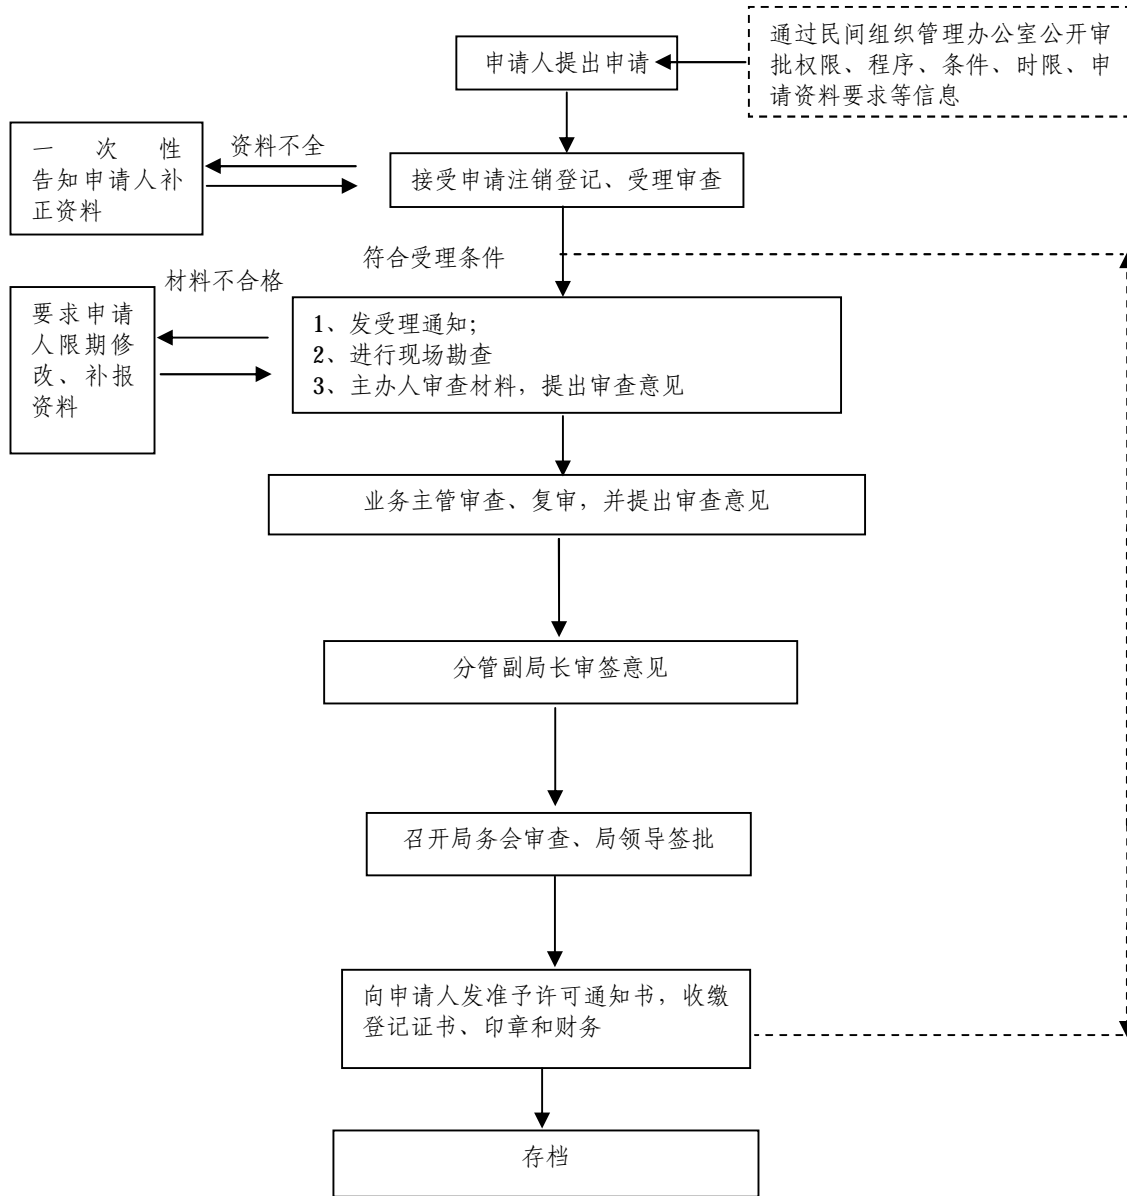 申请人提出申请
通过民间组织管理办公室公开审
批权限、程序、条件、时限、申
请资料要求等信息
一次性
告知申请人补
正资料
资料不全
接受申请注销登记、受理审查
符合受理条件
材料不合格
要求申请
人限期修
改、补报
资料
1、发受理通知;
2、进行现场勘查
3、主办人审查材料，提出审查意见
业务主管审查、复审，并提出审查意见
分管副局长审签意见
召开局务会审查、局领导签批
向申请人发准予许可通知书，收缴
登记证书、印章和财务
存档